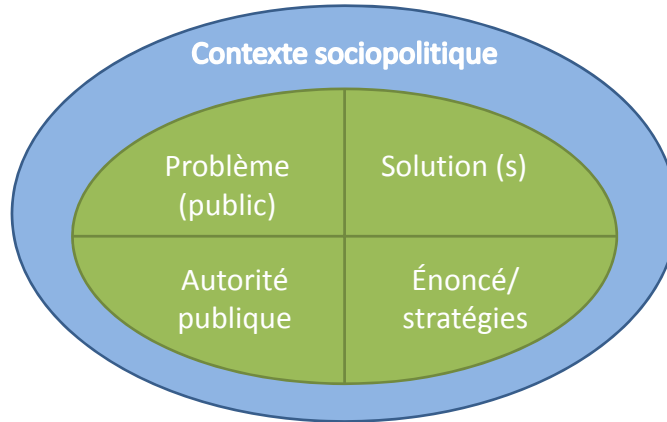 Contexte sociopolitique
Problème
(public)
Solution (s)
Autorité
publique
Énoncé/
stratégies